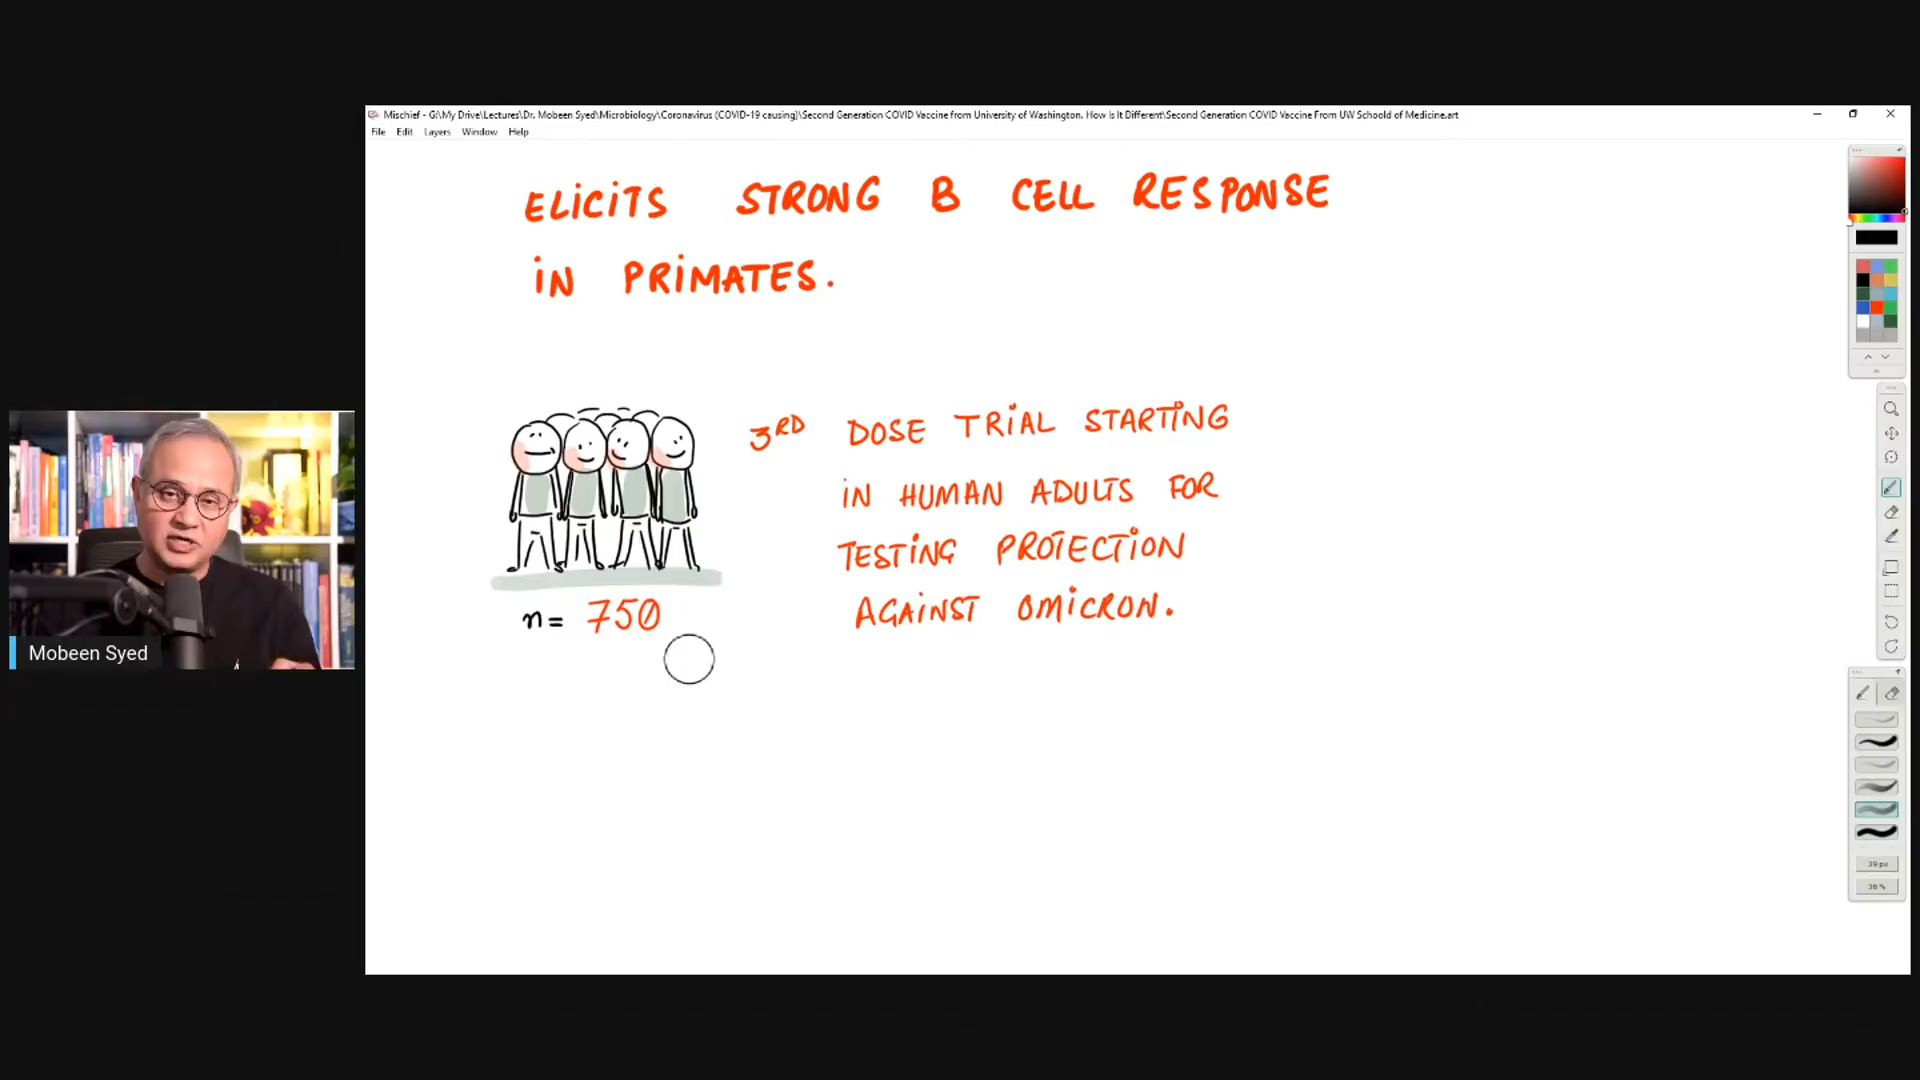 Mischief - G:\My Drive\Lectures\Dr. Mobeen Syed\Microbiology\Coronavirus (COVID-19 causing)\Second Generation COVID Vaccine from University of Washington. How Is It Different\Second Generation COVID Vaccine From UW Schoold of Medicine.art
File Edit Layers Window Help
ELiCiTS STRONG B CELL RESPONSE
iN PRiMATES.
3RD DOSE TRiAL STARTiNG
iN HUMAN ADULTS FOR
TESTiNG PROTECTiON
AGAiNST OMiCRON.
n= 750
Mobeen Syed
39 px
38 %